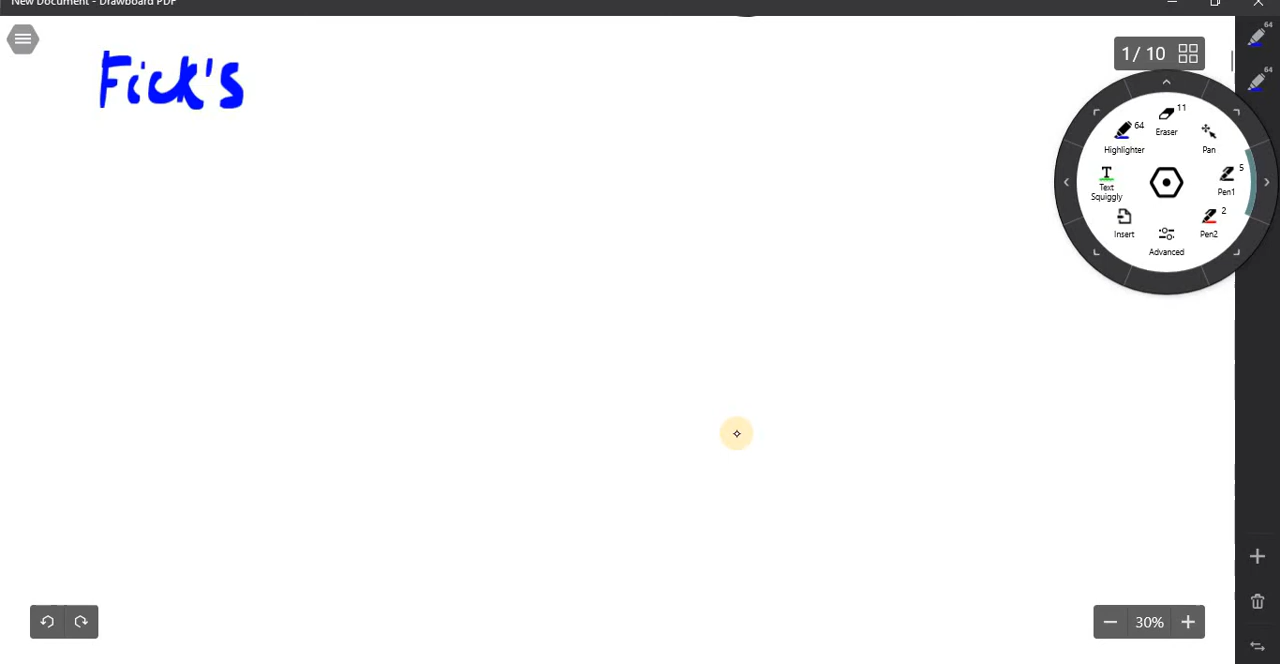 New Document - Drawboard PDF
Fick's
1/ 10
64
64
11
Eraser
64
Highlighter
Pan
T
Text
Squiggly
5
Pen1
Insert
2
Pen2
Advanced
30%